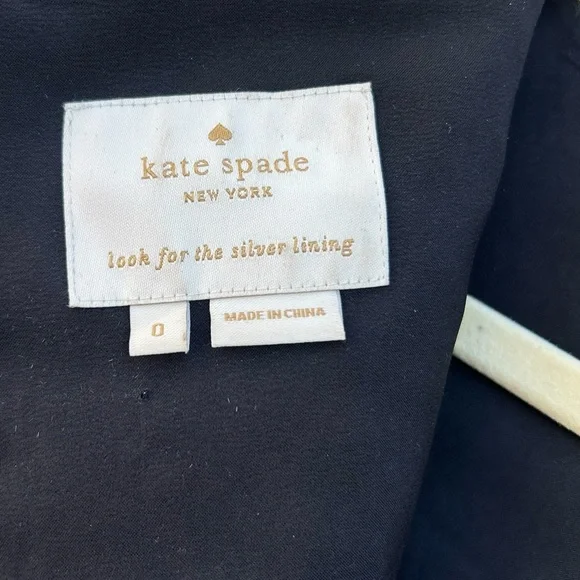 kate spade
NEW YORK
look for the silver lining
0
MADE IN CHINA